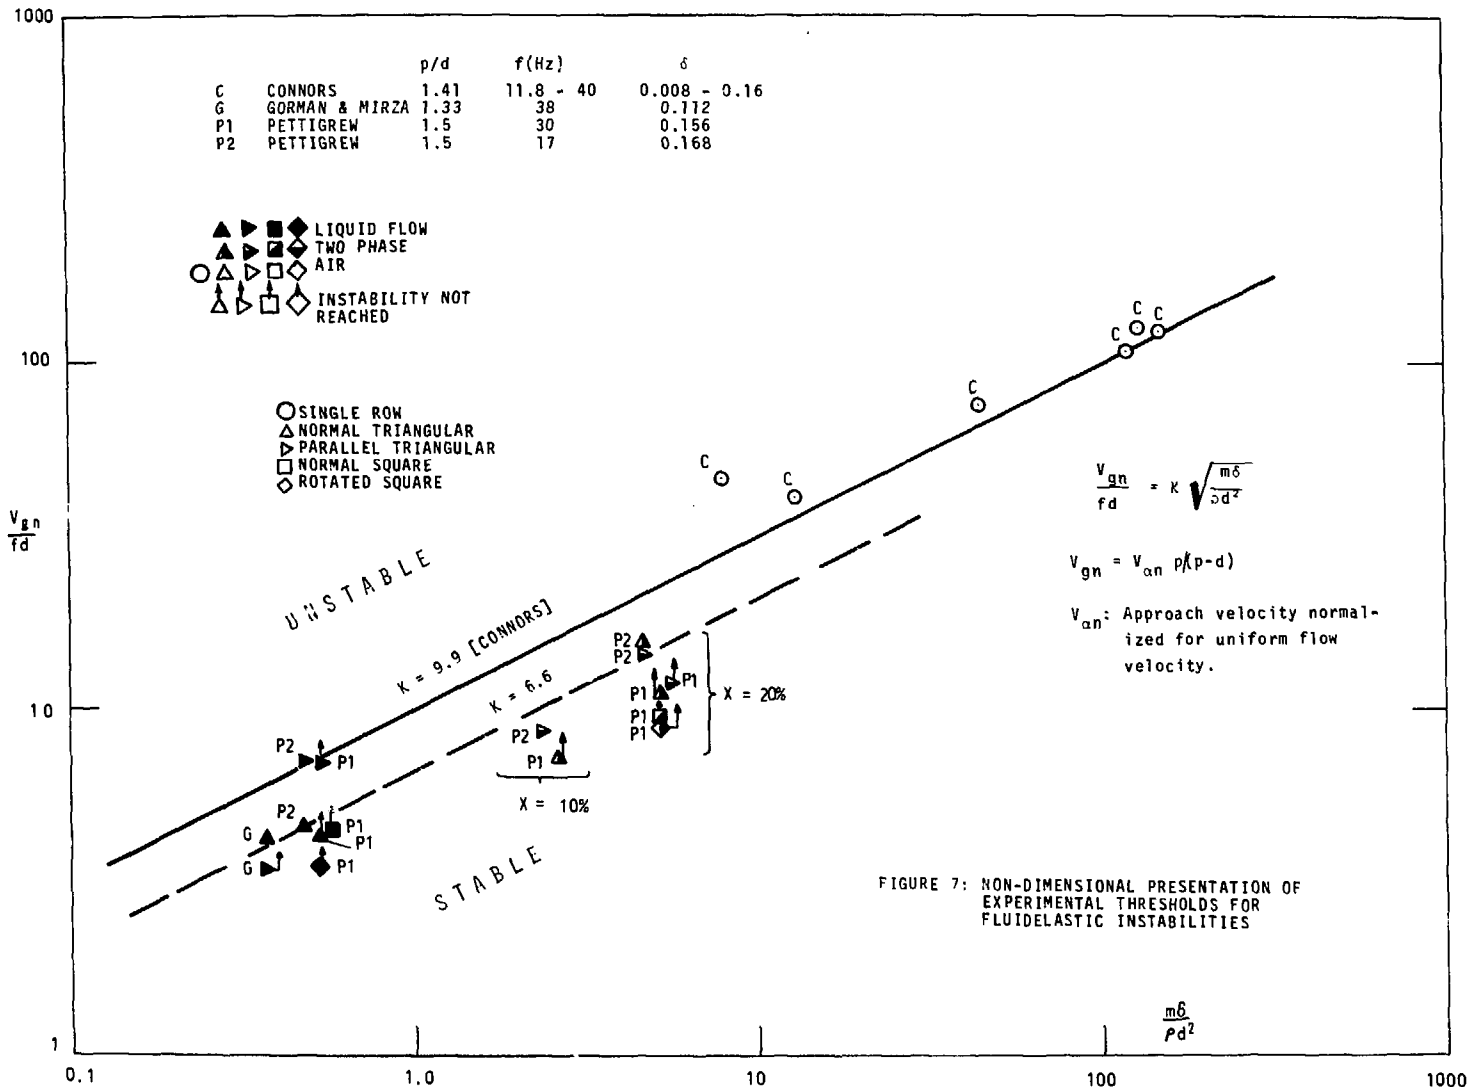 1000
p/d f(Hz) δ
C CONNORS 1.41 11.8 - 40 0.008 - 0.16
G GORMAN & MIRZA 1.33 38 0.112
P1 PETTIGREW 1.5 30 0.156
P2 PETTIGREW 1.5 17 0.168
LIQUID FLOW
TWO PHASE
AIR
INSTABILITY NOT
REACHED
C
C
C
100
C
SINGLE ROW
NORMAL TRIANGULAR
PARALLEL TRIANGULAR
NORMAL SQUARE
ROTATED SQUARE
C
C
Vgn/fd = K √mδ/ρd²
Vgn
fd
Vgn = Vαn p/(p-d)
UNSTABLE
K = 9.9 [CONNORS]
Vαn: Approach velocity normal-
ized for uniform flow
velocity.
K = 6.6
P2
P2
P1
P1
X = 20%
P1
P1
10
P2
P1
X = 10%
P2
P1
P2
P1
P1
G
G
P1
STABLE
FIGURE 7: NON-DIMENSIONAL PRESENTATION OF
EXPERIMENTAL THRESHOLDS FOR
FLUIDELASTIC INSTABILITIES
mδ
ρd²
1
0.1 1.0 10 100 1000